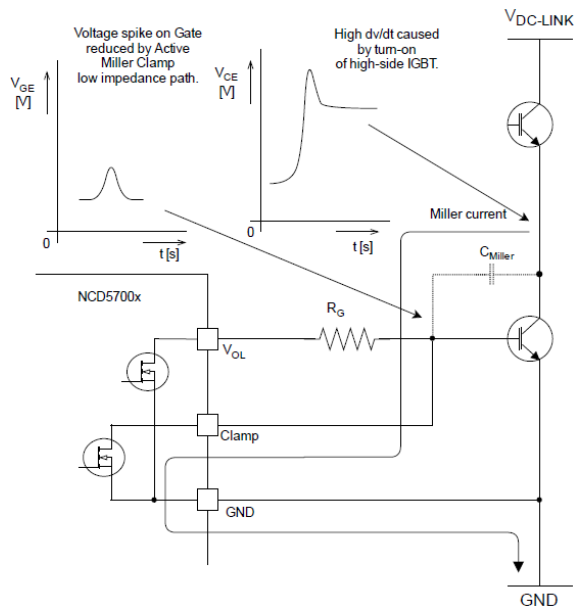 Voltage spike on Gate
reduced by Active
Miller Clamp
low impedance path.
High dv/dt caused
by turn-on
of high-side IGBT.
VDC-LINK
VGE
[V]
VCE
[V]
0
t [s]
0
t [s]
Miller current
CMiller
NCD5700x
RG
VOL
Clamp
GND
GND